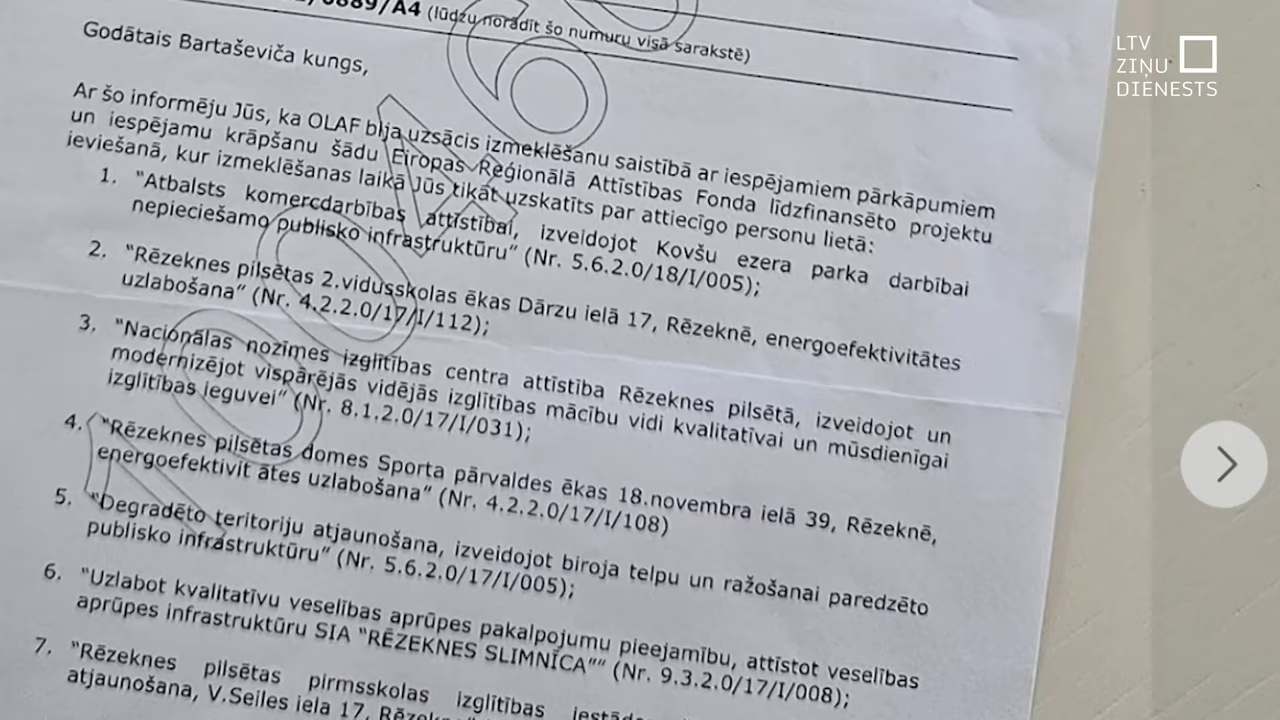 /A4 (lūdzu norādīt šo numuru visā sarakstē)
LTV
ZIŅU
DIENESTS
Godātais Bartaševiča kungs,
Ar šo informēju Jūs, ka OLAF bija uzsācis izmeklēšanu saistībā ar iespējamiem pārkāpumiem
un iespējamu krāpšanu šādu Eiropas Reģionālā Attīstības Fonda līdzfinansēto projektu
ieviešanā, kur izmeklēšanas laikā Jūs tikāt uzskatīts par attiecīgo personu lietā:
1. "Atbalsts komercdarbības attīstībai, izveidojot Kovšu ezera parka darbībai
nepieciešamo publisko infrastruktūru" (Nr. 5.6.2.0/18/I/005);
2. "Rēzeknes pilsētas 2.vidusskolas ēkas Dārzu ielā 17, Rēzeknē, energoefektivitātes
uzlabošana" (Nr. 4.2.2.0/17/I/112);
3. "Nacionālas nozīmes izglītības centra attīstība Rēzeknes pilsētā, izveidojot un
modernizējot vispārējās vidējās izglītības mācību vidi kvalitatīvai un mūsdienīgai
izglītības ieguvei" (Nr. 8.1.2.0/17/I/031);
4. "Rēzeknes pilsētas domes Sporta pārvaldes ēkas 18.novembra ielā 39, Rēzeknē,
energoefektivit ātes uzlabošana" (Nr. 4.2.2.0/17/I/108)
5. "Degradēto teritoriju atjaunošana, izveidojot biroja telpu un ražošanai paredzēto
publisko infrastruktūru" (Nr. 5.6.2.0/17/I/005);
6. "Uzlabot kvalitatīvu veselības aprūpes pakalpojumu pieejamību, attīstot veselības
aprūpes infrastruktūru SIA "RĒZEKNES SLIMNĪCA"" (Nr. 9.3.2.0/17/I/008);
7. "Rēzeknes pilsētas pirmsskolas izglītības
atjaunošana, V.Seiles iela 17,